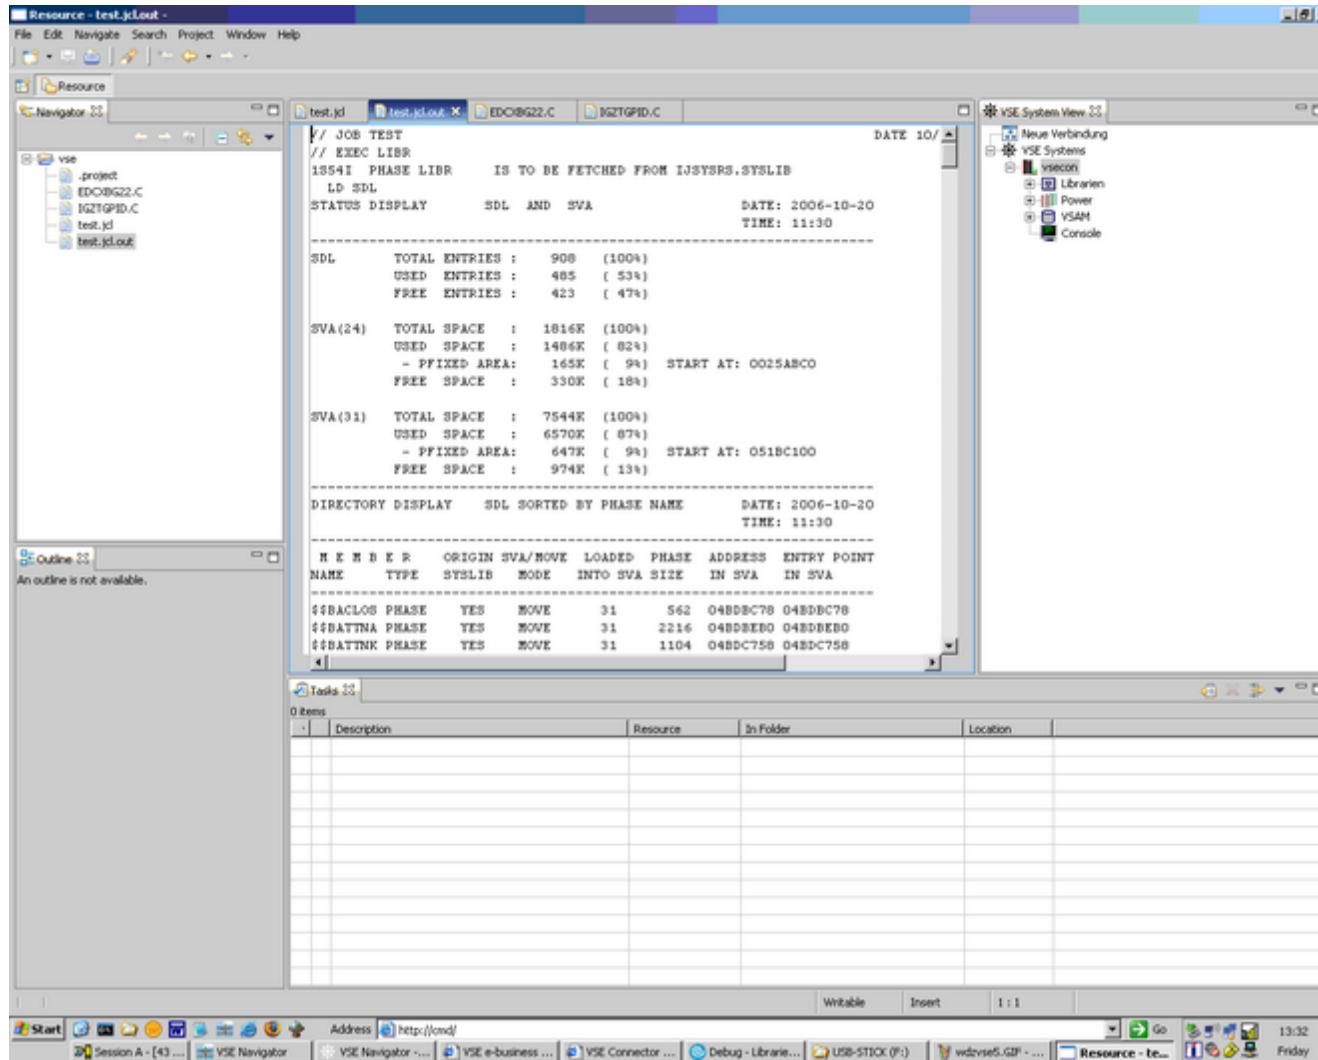 Resource - test.jcl.out -
File Edit Navigate Search Project Window Help
Resource
Navigator
vse
.project
EDCXBG22.C
IGZTGPID.C
test.jcl
test.jcl.out
Outline
An outline is not available.
test.jcl test.jcl.out EDCXBG22.C IGZTGPID.C
// JOB TEST DATE 10/
// EXEC LIBR
1S54I PHASE LIBR IS TO BE FETCHED FROM IJSYSRS.SYSLIB
LD SDL
STATUS DISPLAY SDL AND SVA DATE: 2006-10-20
TIME: 11:30
--------------------------------------------------------------------------------
SDL TOTAL ENTRIES : 908 (100%)
USED ENTRIES : 485 ( 53%)
FREE ENTRIES : 423 ( 47%)
SVA(24) TOTAL SPACE : 1816K (100%)
USED SPACE : 1486K ( 82%)
- PFIXED AREA: 165K ( 9%) START AT: 0025ABC0
FREE SPACE : 330K ( 18%)
SVA(31) TOTAL SPACE : 7544K (100%)
USED SPACE : 6570K ( 87%)
- PFIXED AREA: 647K ( 9%) START AT: 051BC100
FREE SPACE : 974K ( 13%)
--------------------------------------------------------------------------------
DIRECTORY DISPLAY SDL SORTED BY PHASE NAME DATE: 2006-10-20
TIME: 11:30
--------------------------------------------------------------------------------
M E M B E R ORIGIN SVA/MOVE LOADED PHASE ADDRESS ENTRY POINT
NAME TYPE SYSLIB MODE INTO SVA SIZE IN SVA IN SVA
--------------------------------------------------------------------------------
$$BACLOS PHASE YES MOVE 31 562 04BDBC78 04BDBC78
$$BATTNA PHASE YES MOVE 31 2216 04BDBEB0 04BDBEB0
$$BATTNK PHASE YES MOVE 31 1104 04BDC758 04BDC758
VSE System View
Neue Verbindung
VSE Systems
vsecon
Librarien
Power
VSAM
Console
Tasks
0 items
Description Resource In Folder Location
Writable Insert 1 : 1
Start Address http://cmd/ Go 13:32
Session A - [43 ... VSE Navigator VSE Navigator -... VSE e-business ... VSE Connector ... Debug - Librarie... USB-STICK (F:) wdzvse5.GIF - ... Resource - te... Friday